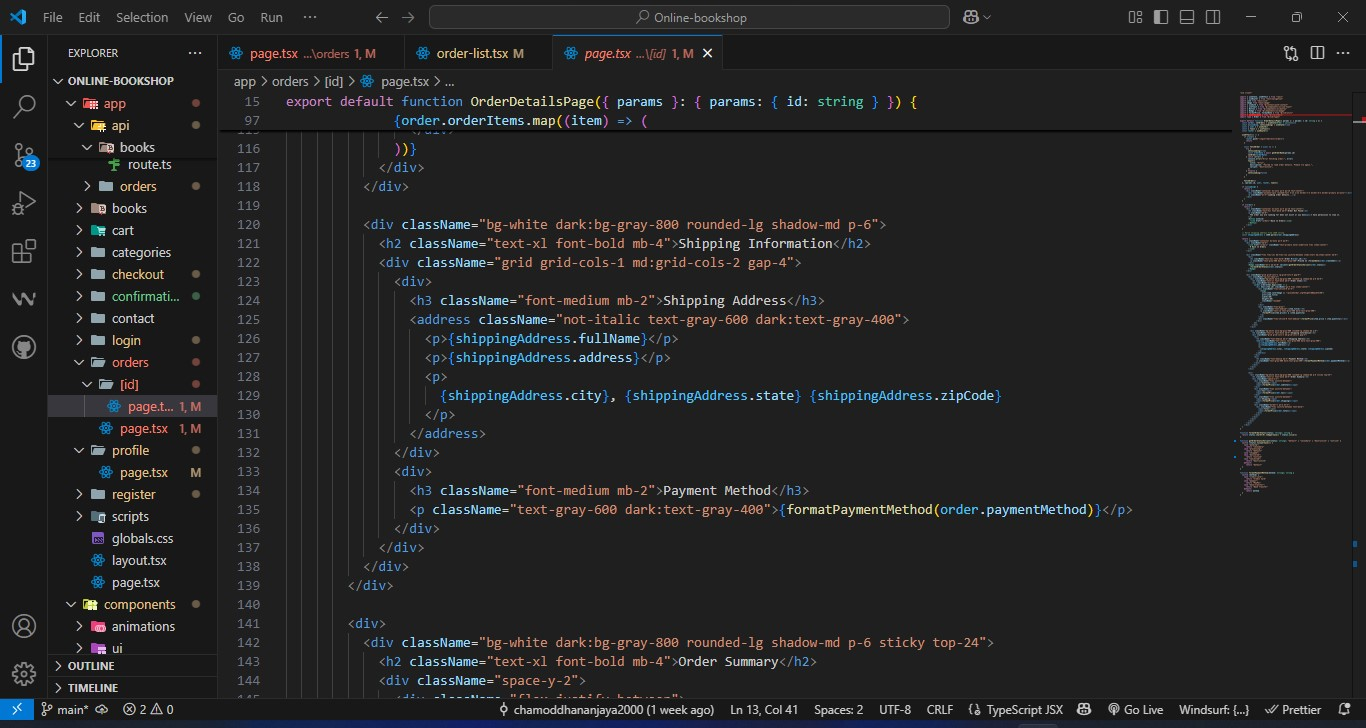 File Edit Selection View Go Run ··· Online-bookshop
EXPLORER ···
page.tsx ...\orders 1, M order-list.tsx M page.tsx ...\[id] 1, M
ONLINE-BOOKSHOP
app > orders > [id] > page.tsx > ...
app
api
books
route.ts
orders
books
cart
categories
checkout
confirmati...
contact
login
orders
[id]
page.t... 1, M
page.tsx 1, M
profile
page.tsx M
register
scripts
globals.css
layout.tsx
page.tsx
components
animations
ui
OUTLINE
TIMELINE
23
15 export default function OrderDetailsPage({ params }: { params: { id: string } }) {
97 {order.orderItems.map((item) => (
116 ))}
117 </div>
118 </div>
119
120 <div className="bg-white dark:bg-gray-800 rounded-lg shadow-md p-6">
121 <h2 className="text-xl font-bold mb-4">Shipping Information</h2>
122 <div className="grid grid-cols-1 md:grid-cols-2 gap-4">
123 <div>
124 <h3 className="font-medium mb-2">Shipping Address</h3>
125 <address className="not-italic text-gray-600 dark:text-gray-400">
126 <p>{shippingAddress.fullName}</p>
127 <p>{shippingAddress.address}</p>
128 <p>
129 {shippingAddress.city}, {shippingAddress.state} {shippingAddress.zipCode}
130 </p>
131 </address>
132 </div>
133 <div>
134 <h3 className="font-medium mb-2">Payment Method</h3>
135 <p className="text-gray-600 dark:text-gray-400">{formatPaymentMethod(order.paymentMethod)}</p>
136 </div>
137 </div>
138 </div>
139 </div>
140
141 <div>
142 <div className="bg-white dark:bg-gray-800 rounded-lg shadow-md p-6 sticky top-24">
143 <h2 className="text-xl font-bold mb-4">Order Summary</h2>
144 <div className="space-y-2">
main* 2 0 chamoddhananjaya2000 (1 week ago) Ln 13, Col 41 Spaces: 2 UTF-8 CRLF {} TypeScript JSX Go Live Windsurf: {...} Prettier